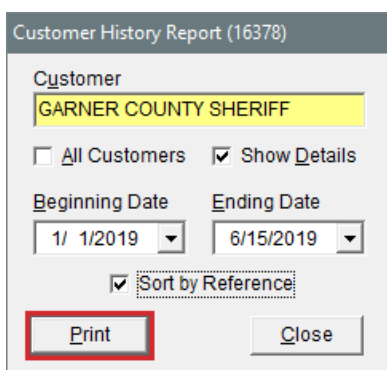 Customer History Report (16378)
Customer
GARNER COUNTY SHERIFF
All Customers Show Details
Beginning Date Ending Date
1/ 1/2019 6/15/2019
Sort by Reference
Print Close